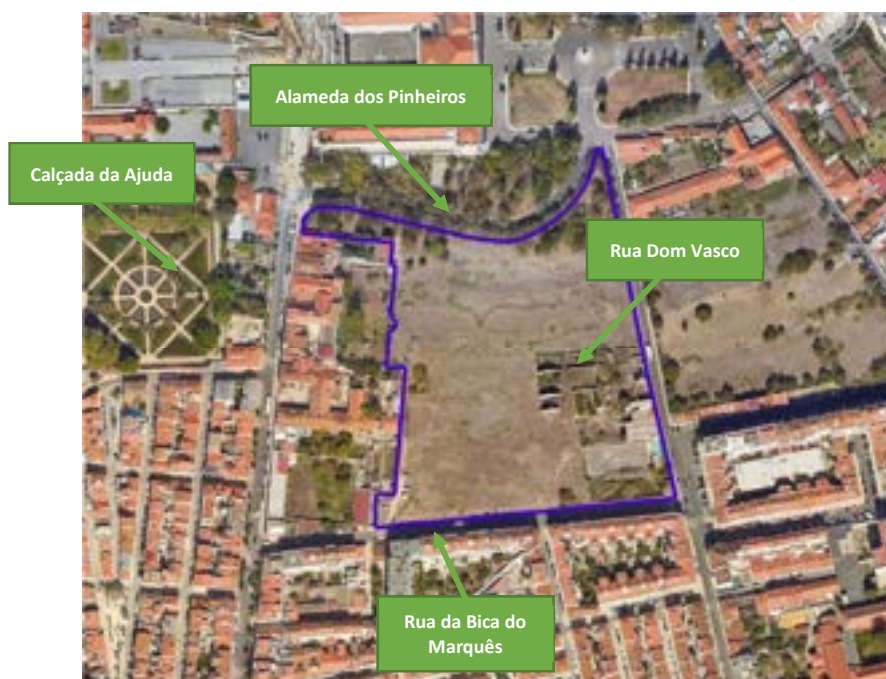 Alameda dos Pinheiros
Calçada da Ajuda
Rua Dom Vasco
Rua da Bica do
Marquês